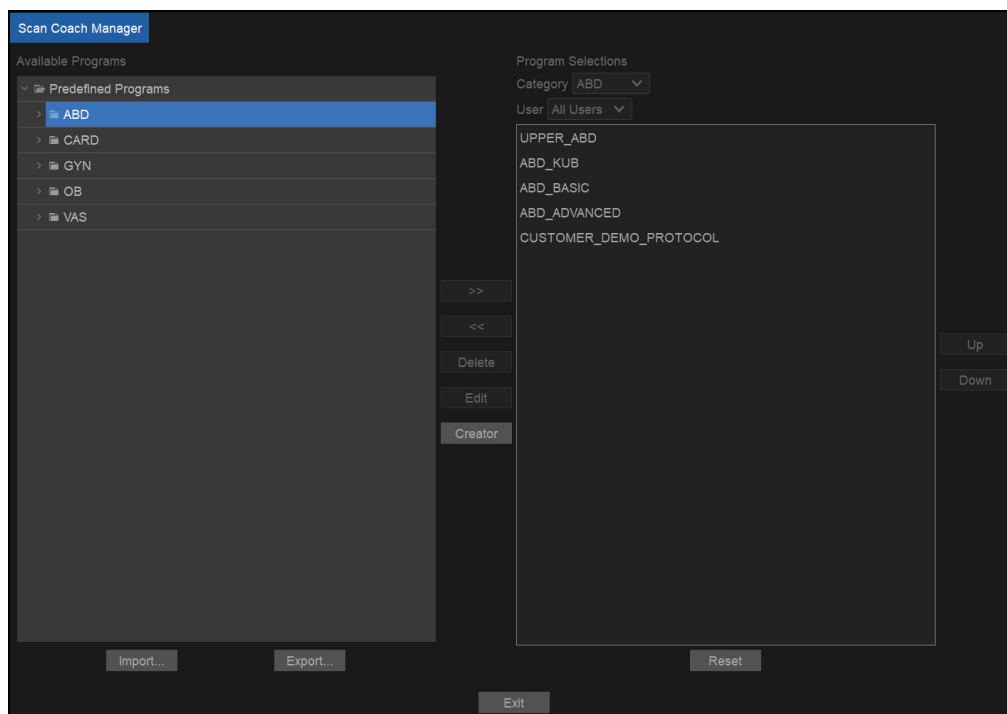 Scan Coach Manager
Available Programs
Predefined Programs
ABD
CARD
GYN
OB
VAS
>>
<<
Delete
Edit
Creator
Import...
Export...
Program Selections
Category ABD
User All Users
UPPER_ABD
ABD_KUB
ABD_BASIC
ABD_ADVANCED
CUSTOMER_DEMO_PROTOCOL
Up
Down
Reset
Exit